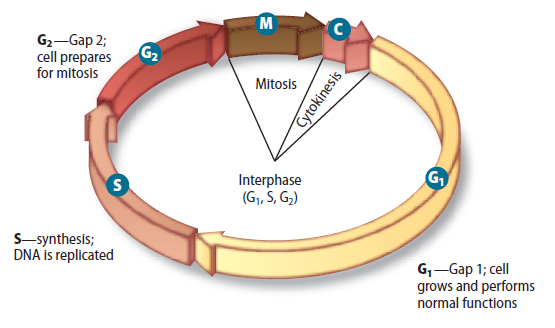 G₂—Gap 2;
cell prepares
for mitosis
G₂
M
C
Mitosis
Cytokinesis
G₁
Interphase
(G₁, S, G₂)
S
S—synthesis;
DNA is replicated
G₁—Gap 1; cell
grows and performs
normal functions